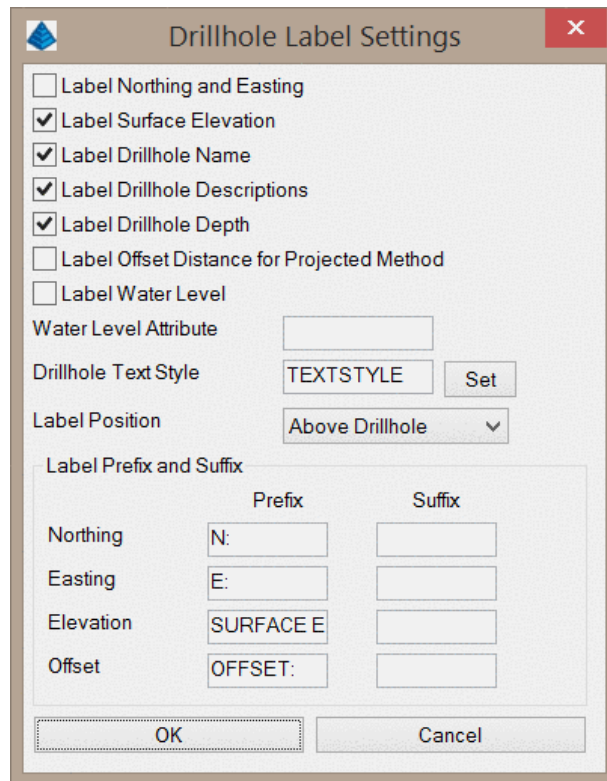 Drillhole Label Settings
Label Northing and Easting
Label Surface Elevation
Label Drillhole Name
Label Drillhole Descriptions
Label Drillhole Depth
Label Offset Distance for Projected Method
Label Water Level
Water Level Attribute
Drillhole Text Style TEXTSTYLE Set
Label Position Above Drillhole
Label Prefix and Suffix
Prefix Suffix
Northing N:
Easting E:
Elevation SURFACE E
Offset OFFSET:
OK Cancel